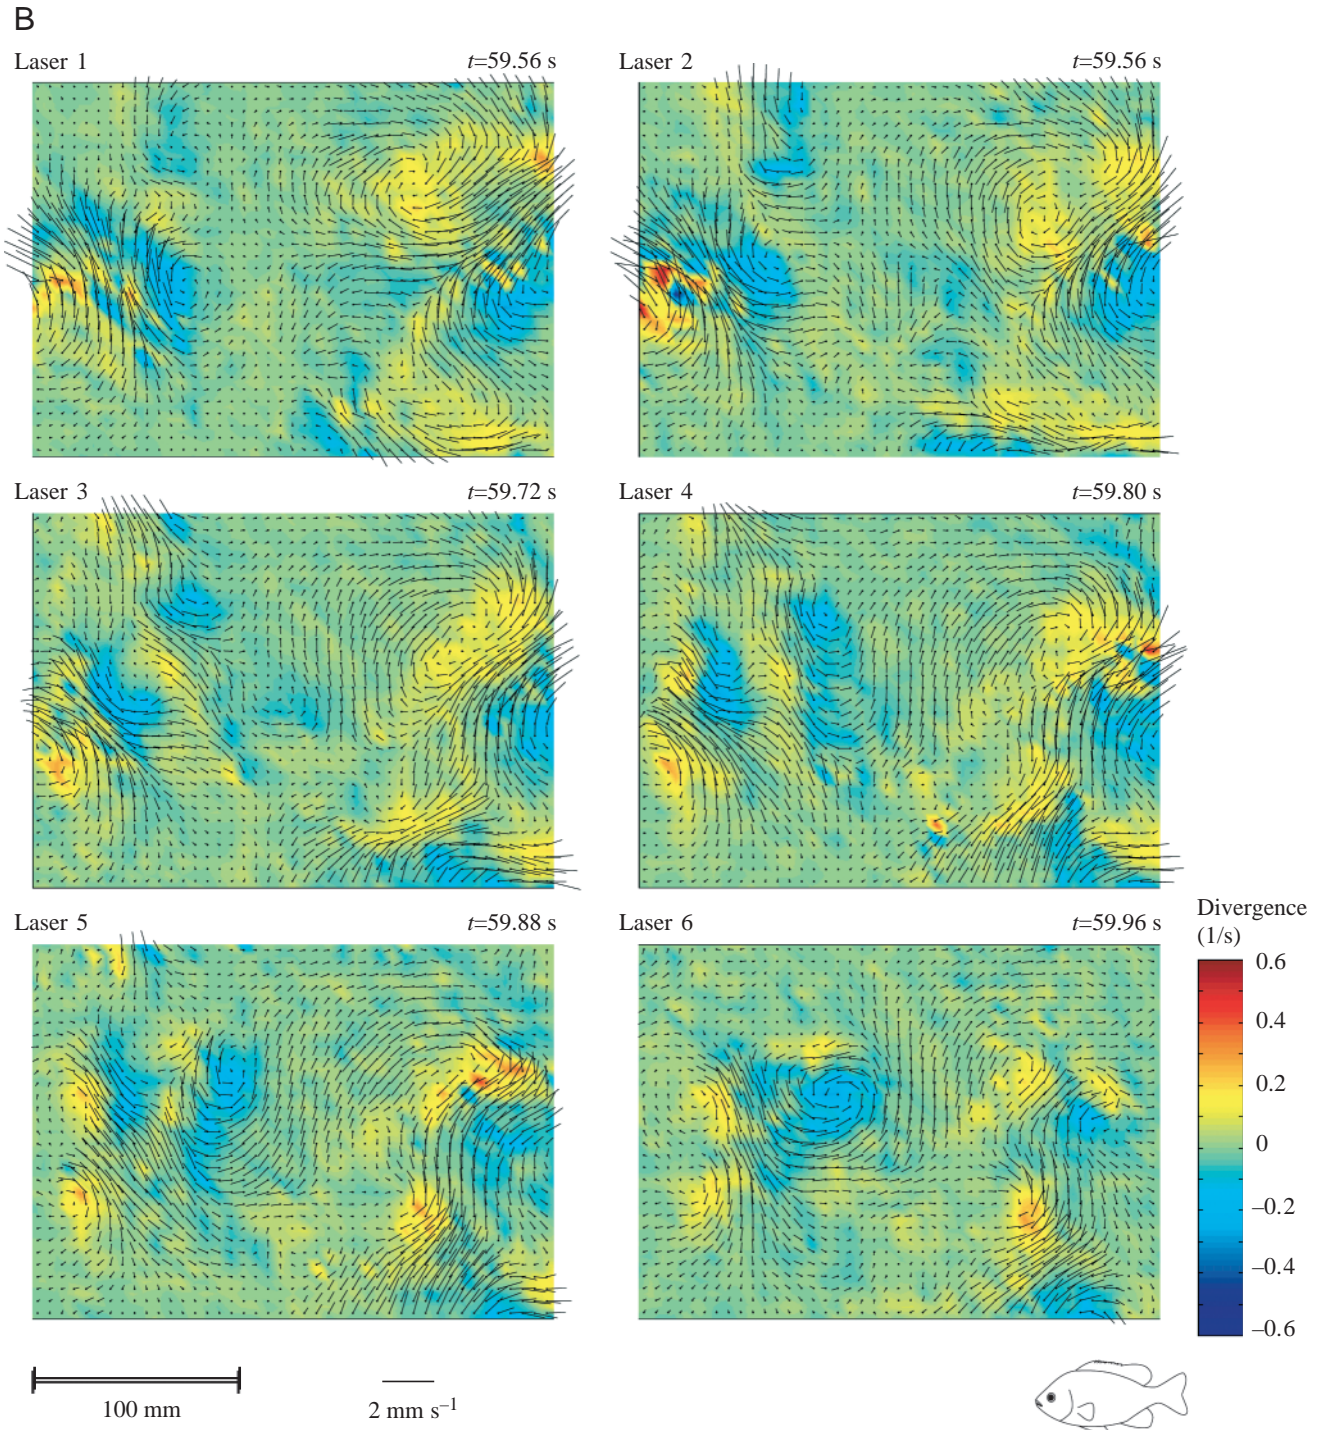 B
Laser 1 t=59.56 s
Laser 2 t=59.56 s
Laser 3 t=59.72 s
Laser 4 t=59.80 s
Laser 5 t=59.88 s
Laser 6 t=59.96 s
Divergence
(1/s)
0.6
0.4
0.2
0
–0.2
–0.4
–0.6
100 mm
2 mm s⁻¹